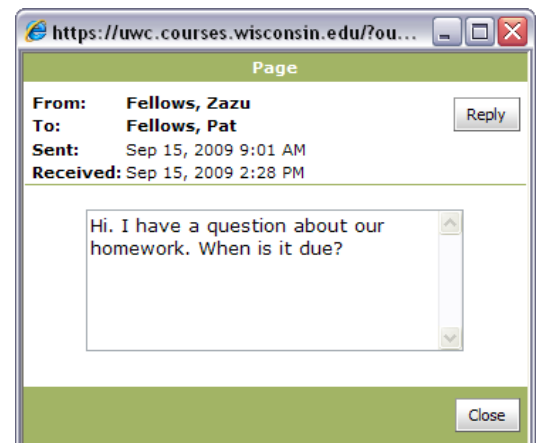 https://uwc.courses.wisconsin.edu/?ou...
Page
From: Fellows, Zazu
Reply
To: Fellows, Pat
Sent: Sep 15, 2009 9:01 AM
Received: Sep 15, 2009 2:28 PM
Hi. I have a question about our
homework. When is it due?
Close